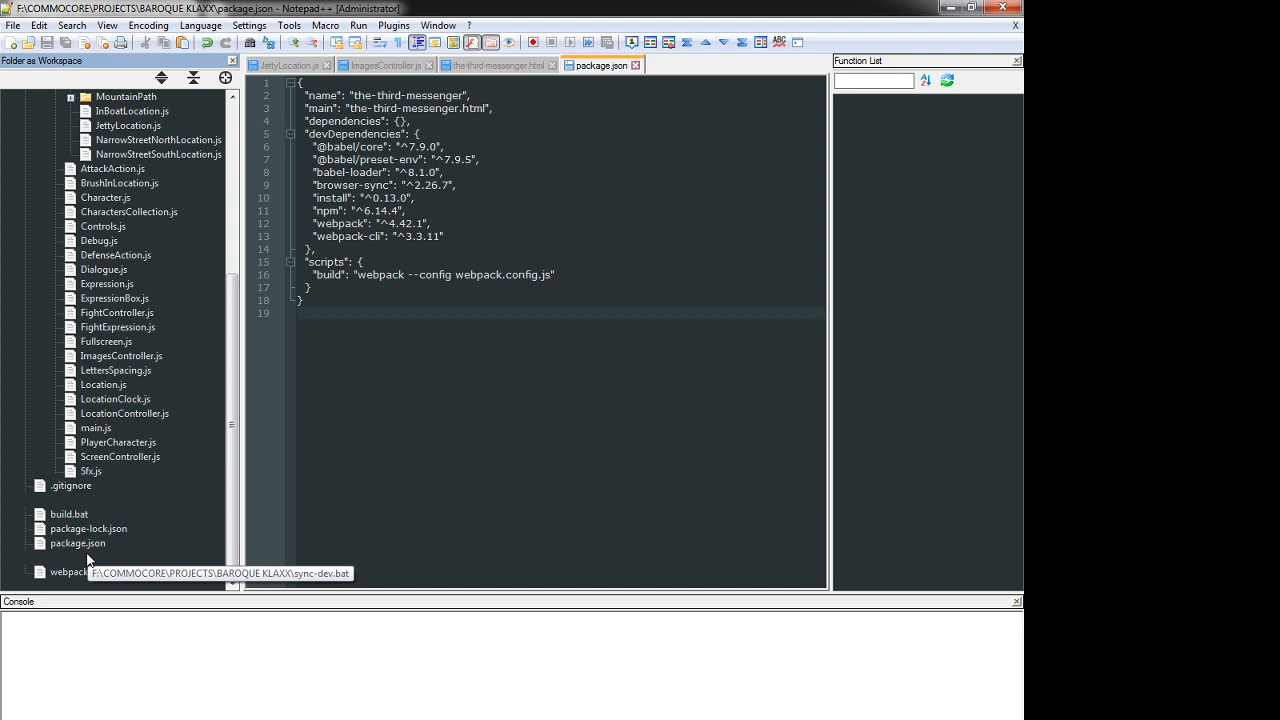 F:\COMMOCORE\PROJECTS\BAROQUE KLAXX\package.json - Notepad++ [Administrator]
File Edit Search View Encoding Language Settings Tools Macro Run Plugins Window ? X
Folder as Workspace
MountainPath
InBoatLocation.js
JettyLocation.js
NarrowStreetNorthLocation.js
NarrowStreetSouthLocation.js
AttackAction.js
BrushInLocation.js
Character.js
CharactersCollection.js
Controls.js
Debug.js
DefenseAction.js
Dialogue.js
Expression.js
ExpressionBox.js
FightController.js
FightExpression.js
Fullscreen.js
ImagesController.js
LettersSpacing.js
Location.js
LocationClock.js
LocationController.js
main.js
PlayerCharacter.js
ScreenController.js
Sfx.js
.gitignore
build.bat
package-lock.json
package.json
webpack
F:\COMMOCORE\PROJECTS\BAROQUE KLAXX\sync-dev.bat
JettyLocation.js ImagesController.js the-third-messenger.html package.json
1 {
2 "name": "the-third-messenger",
3 "main": "the-third-messenger.html",
4 "dependencies": {},
5 "devDependencies": {
6 "@babel/core": "^7.9.0",
7 "@babel/preset-env": "^7.9.5",
8 "babel-loader": "^8.1.0",
9 "browser-sync": "^2.26.7",
10 "install": "^0.13.0",
11 "npm": "^6.14.4",
12 "webpack": "^4.42.1",
13 "webpack-cli": "^3.3.11"
14 },
15 "scripts": {
16 "build": "webpack --config webpack.config.js"
17 }
18 }
19
Function List
Console